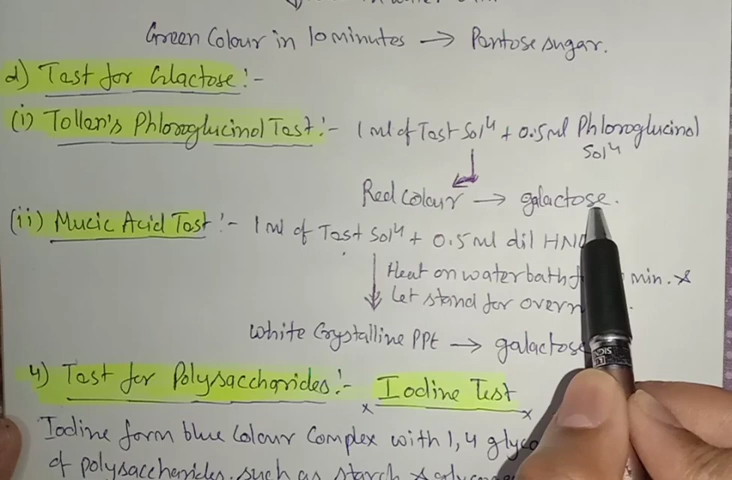 Green Colour in 10 minutes → Pentose sugar.
d) Test for Galactose:-
(i) Tollen's Phloroglucinol Test:- 1 ml of Test Solⁿ + 0.5ml Phloroglucinol
Solⁿ
Red Colour → galactose.
(ii) Mucic Acid Test:- 1 ml of Test Solⁿ + 0.5 ml dil
Heat on waterbath min. &
Let stand for
White Crystalline PPt → galactose
4) Test for Polysaccharides:- Iodine Test
Iodine form blue Colour Complex with 1,4
of polysaccharides such as starch &